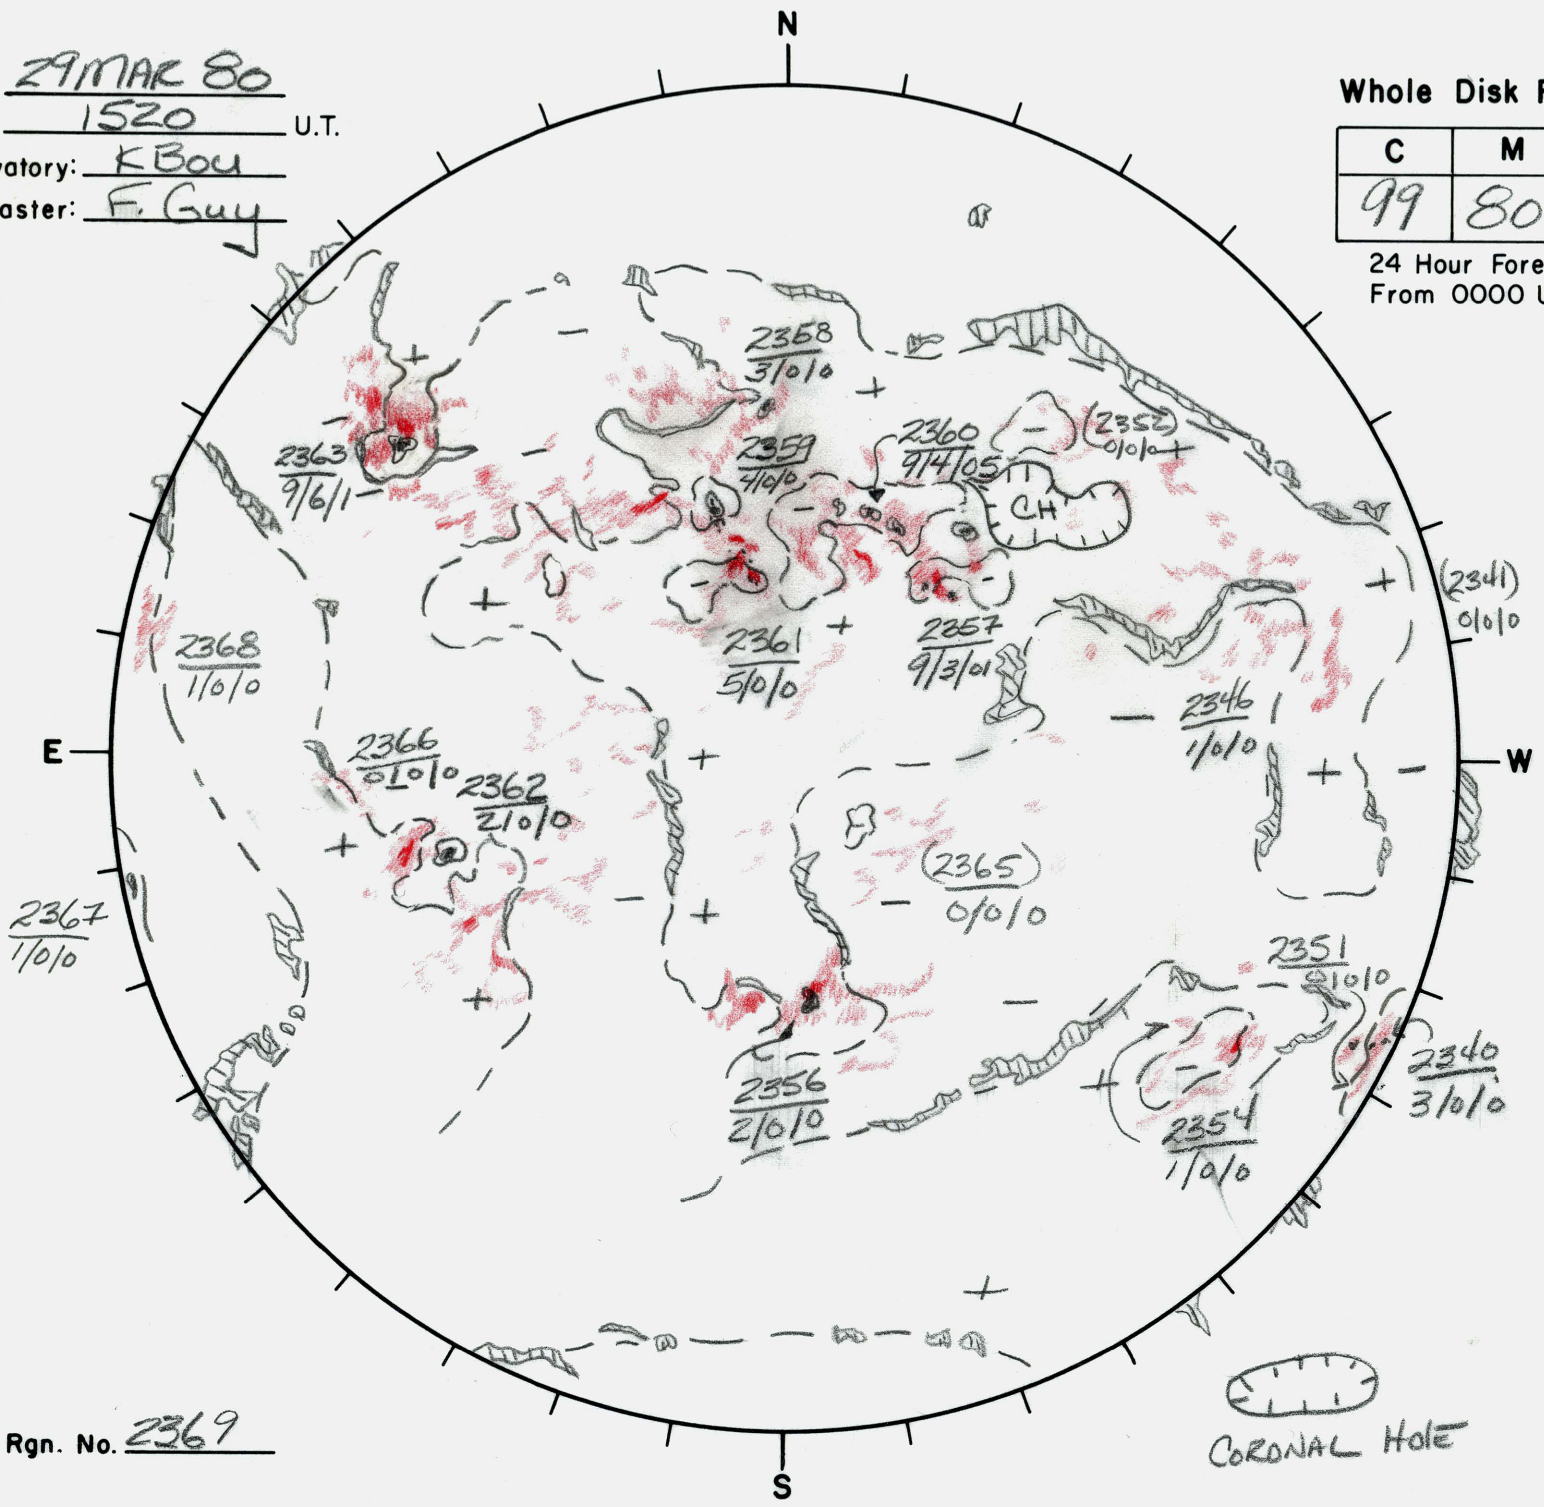 N
29 MAR 80
1520 U.T.
vatory: K Bou
aster: F. Guy
Whole Disk F
C M
99 80
24 Hour Fore
From 0000 U
2358
3/0/0
+
−
2363
9/6/1
2359
4/0/0
2360
9/4/05
(2352)
0/0/0
CH
(2341)
0/0/0
2368
1/0/0
2361
5/0/0
2357
9/3/01
2346
1/0/0
E
W
2366
0/0/0
2362
2/0/0
(2365)
0/0/0
2367
1/0/0
2351
0/0/0
2340
3/0/0
2356
2/0/0
2354
1/0/0
Rgn. No. 2369
CORONAL HOLE
S